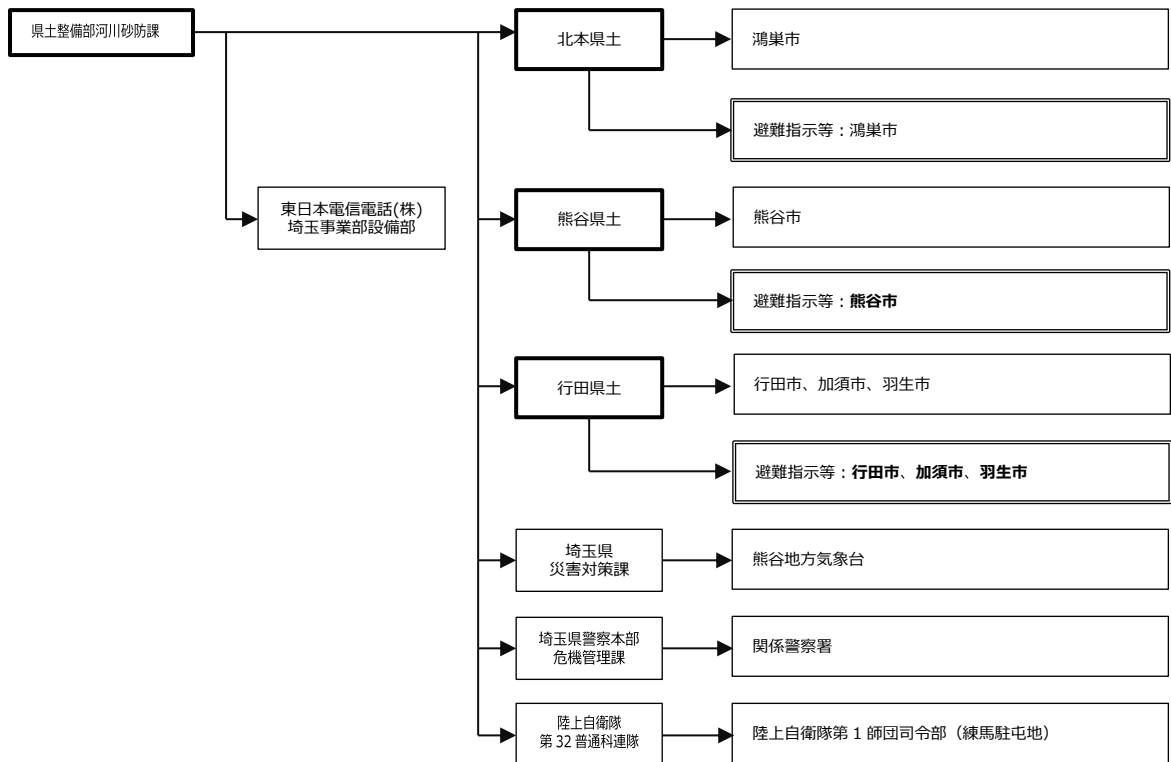 県土整備部河川砂防課
北本県土
鴻巣市
避難指示等：鴻巣市
東日本電信電話(株)
埼玉事業部設備部
熊谷県土
熊谷市
避難指示等：熊谷市
行田県土
行田市、加須市、羽生市
避難指示等：行田市、加須市、羽生市
埼玉県
災害対策課
熊谷地方気象台
埼玉県警察本部
危機管理課
関係警察署
陸上自衛隊
第 32 普通科連隊
陸上自衛隊第 1 師団司令部（練馬駐屯地）